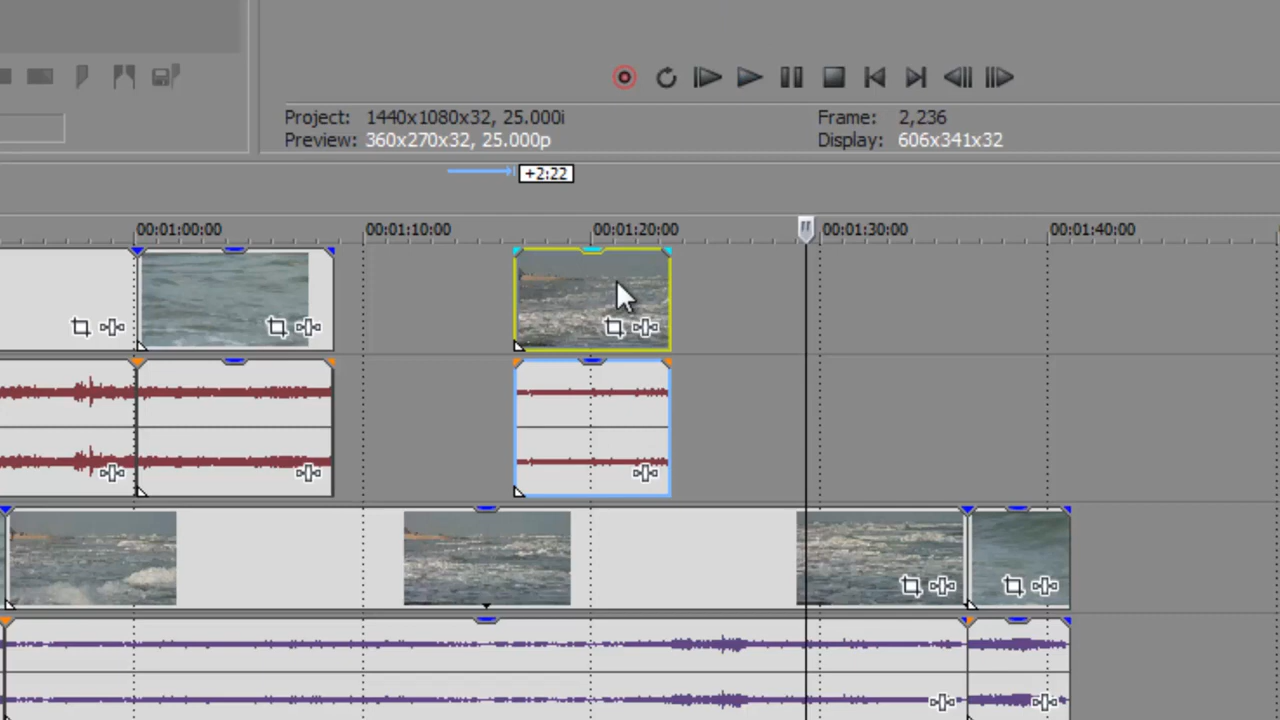 Project: 1440x1080x32, 25.000i
Preview: 360x270x32, 25.000p
Frame: 2,236
Display: 606x341x32
+2:22
00:01:00:00 00:01:10:00 00:01:20:00 00:01:30:00 00:01:40:00